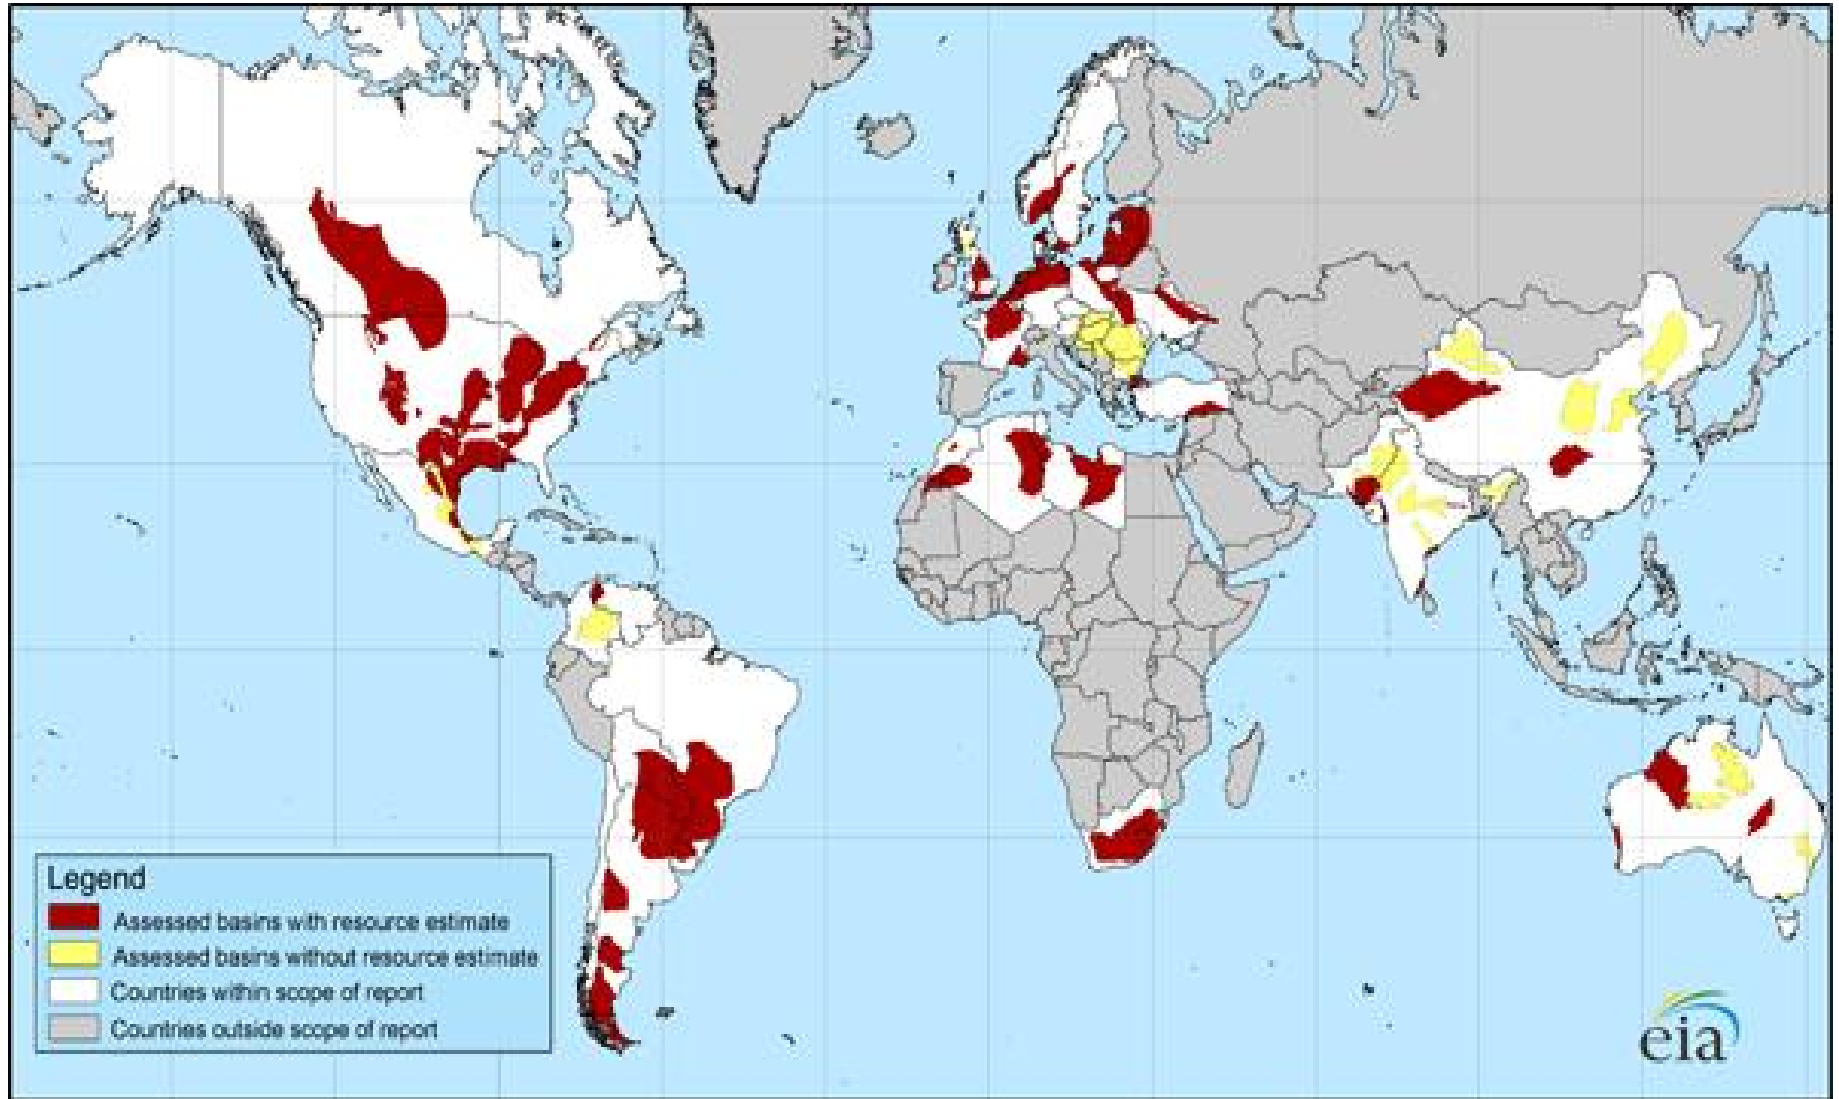 Legend
Assessed basins with resource estimate
Assessed basins without resource estimate
Countries within scope of report
Countries outside scope of report
eia